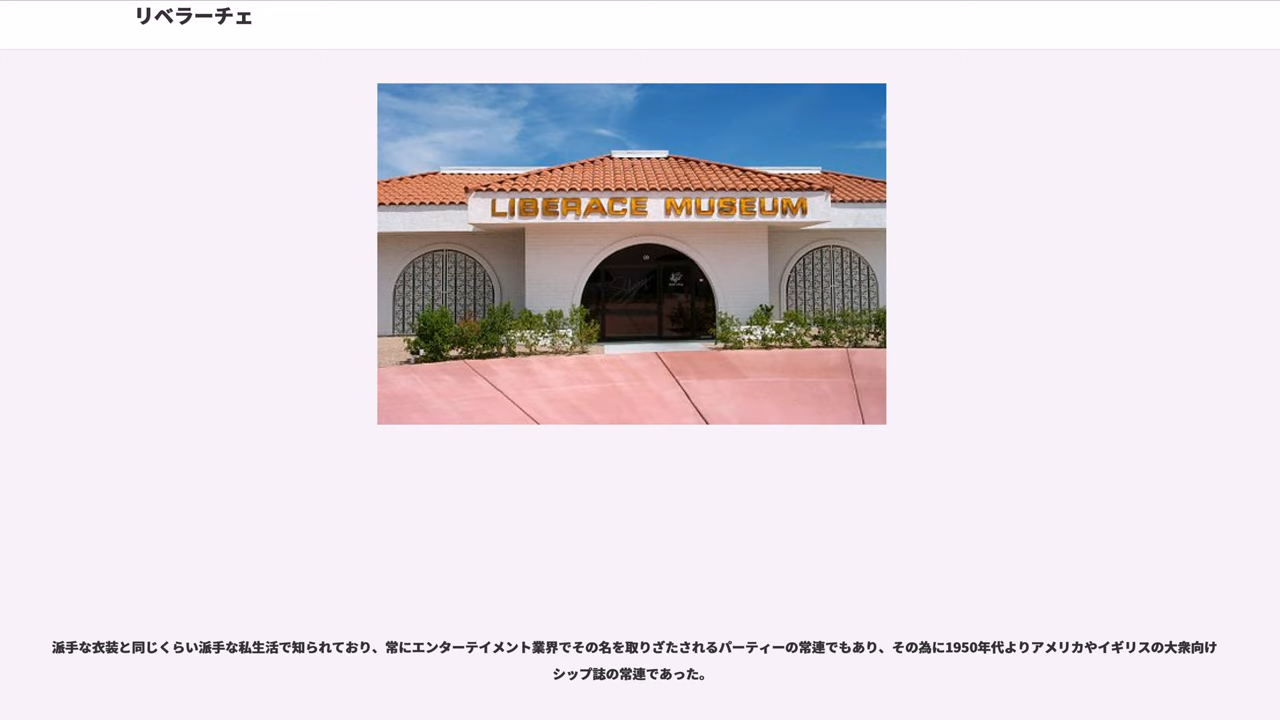 リベラーチェ
LIBERACE MUSEUM
派手な衣装と同じくらい派手な私生活で知られており、常にエンターテイメント業界でその名を取りざたされるパーティーの常連でもあり、その為に1950年代よりアメリカやイギリスの大衆向け
シップ誌の常連であった。